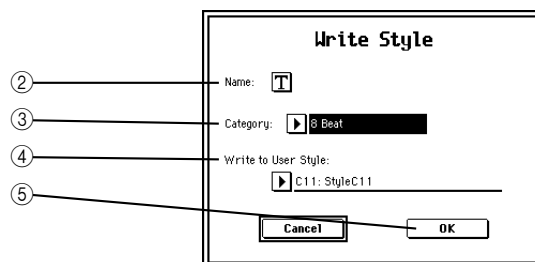 Write Style
② Name: T
③ Category: 8 Beat
④ Write to User Style:
C11: StyleC11
⑤ Cancel OK